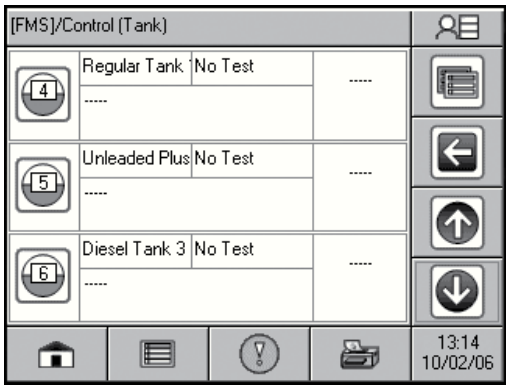 [FMS]/Control (Tank)
4
Regular Tank 1
No Test
-----
-----
5
Unleaded Plus
No Test
-----
-----
6
Diesel Tank 3
No Test
-----
-----
13:14
10/02/06